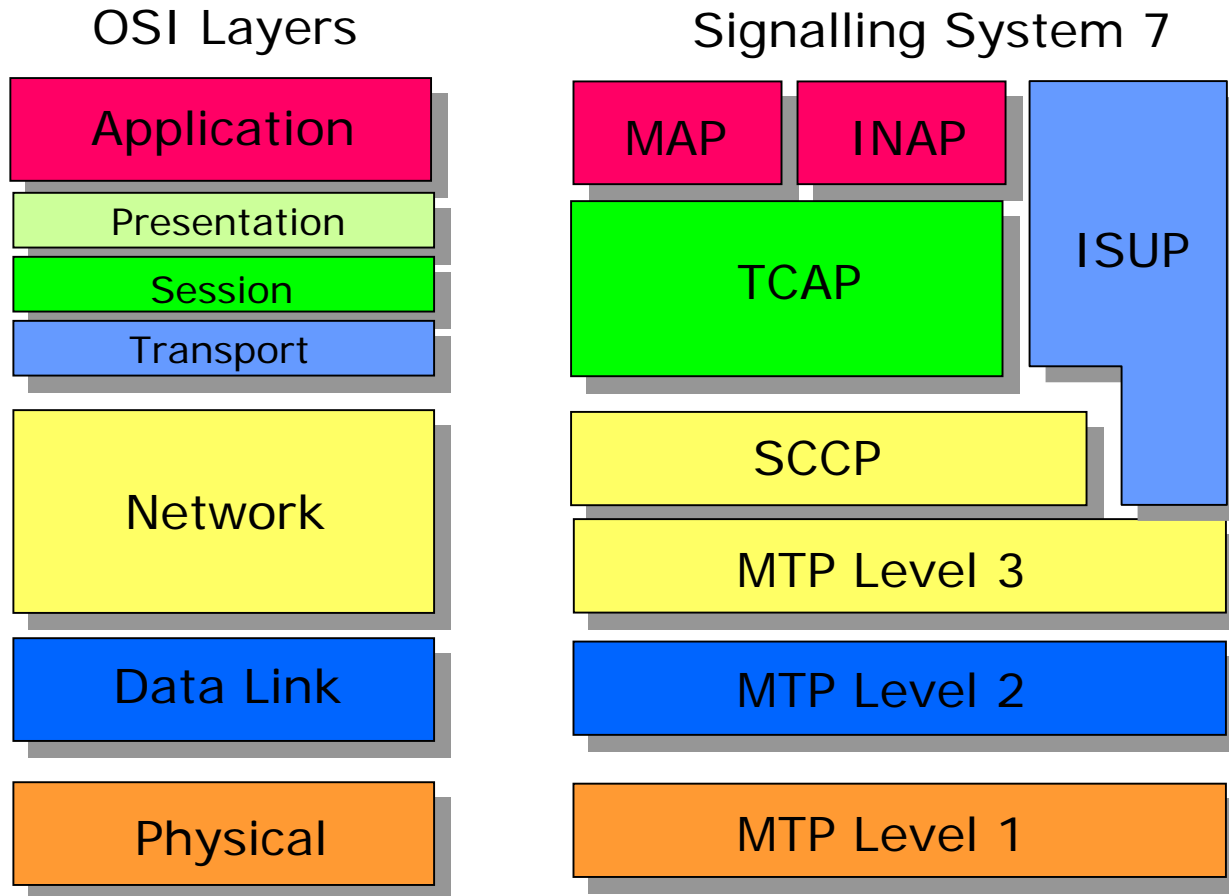 OSI Layers
Application
Presentation
Session
Transport
Network
Data Link
Physical
Signalling System 7
MAP
INAP
ISUP
TCAP
SCCP
MTP Level 3
MTP Level 2
MTP Level 1